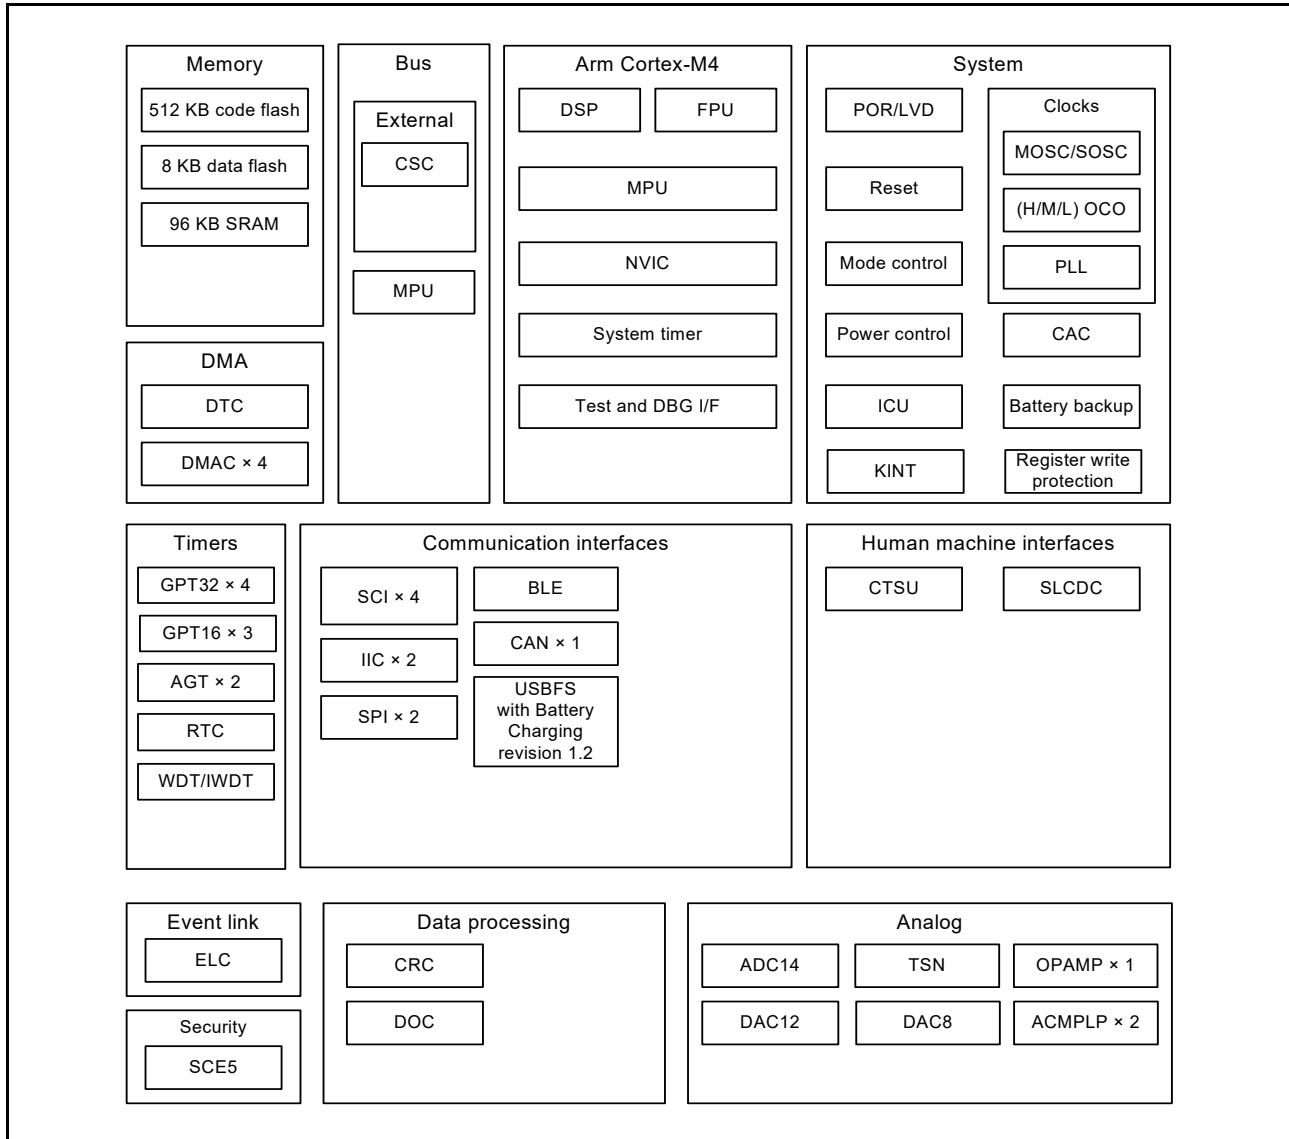 Memory
512 KB code flash
8 KB data flash
96 KB SRAM
DMA
DTC
DMAC × 4
Bus
External
CSC
MPU
Arm Cortex-M4
DSP
FPU
MPU
NVIC
System timer
Test and DBG I/F
System
POR/LVD
Reset
Mode control
Power control
ICU
KINT
Clocks
MOSC/SOSC
(H/M/L) OCO
PLL
CAC
Battery backup
Register write
protection
Timers
GPT32 × 4
GPT16 × 3
AGT × 2
RTC
WDT/IWDT
Communication interfaces
SCI × 4
IIC × 2
SPI × 2
BLE
CAN × 1
USBFS
with Battery
Charging
revision 1.2
Human machine interfaces
CTSU
SLCDC
Event link
ELC
Security
SCE5
Data processing
CRC
DOC
Analog
ADC14
TSN
OPAMP × 1
DAC12
DAC8
ACMPLP × 2